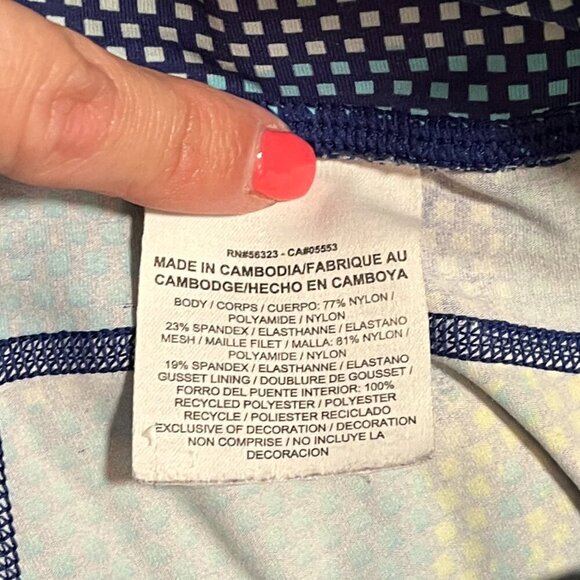 RN#56323 - CA#05553
MADE IN CAMBODIA/FABRIQUE AU
CAMBODGE/HECHO EN CAMBOYA
BODY / CORPS / CUERPO: 77% NYLON /
POLYAMIDE / NYLON
23% SPANDEX / ELASTHANNE / ELASTANO
MESH / MAILLE FILET / MALLA: 81% NYLON /
POLYAMIDE / NYLON
19% SPANDEX / ELASTHANNE / ELASTANO
GUSSET LINING / DOUBLURE DE GOUSSET /
FORRO DEL PUENTE INTERIOR: 100%
RECYCLED POLYESTER / POLYESTER
RECYCLE / POLIESTER RECICLADO
EXCLUSIVE OF DECORATION / DECORATION
NON COMPRISE / NO INCLUYE LA
DECORACION